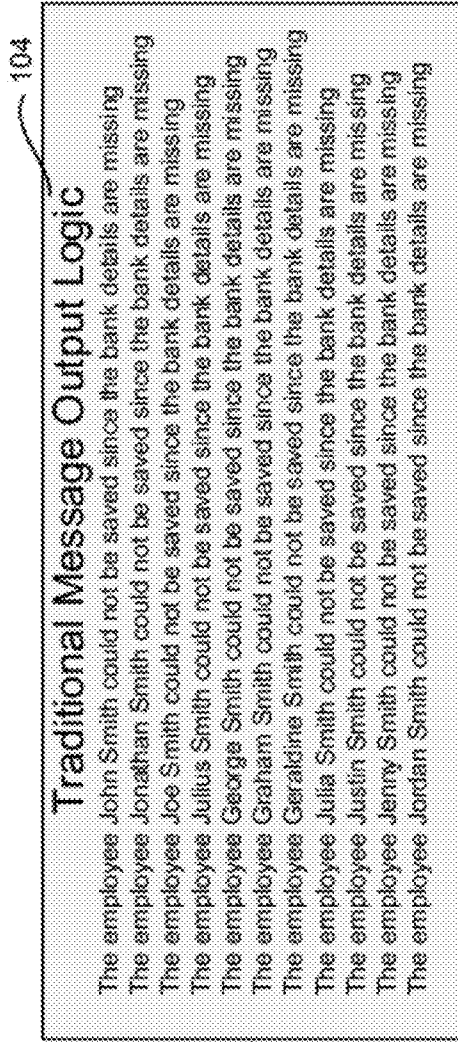 104
Traditional Message Output Logic
The employee John Smith could not be saved since the bank details are missing
The employee Jonathan Smith could not be saved since the bank details are missing
The employee Joe Smith could not be saved since the bank details are missing
The employee Julius Smith could not be saved since the bank details are missing
The employee George Smith could not be saved since the bank details are missing
The employee Graham Smith could not be saved since the bank details are missing
The employee Geraldine Smith could not be saved since the bank details are missing
The employee Julia Smith could not be saved since the bank details are missing
The employee Justin Smith could not be saved since the bank details are missing
The employee Jenny Smith could not be saved since the bank details are missing
The employee Jordan Smith could not be saved since the bank details are missing